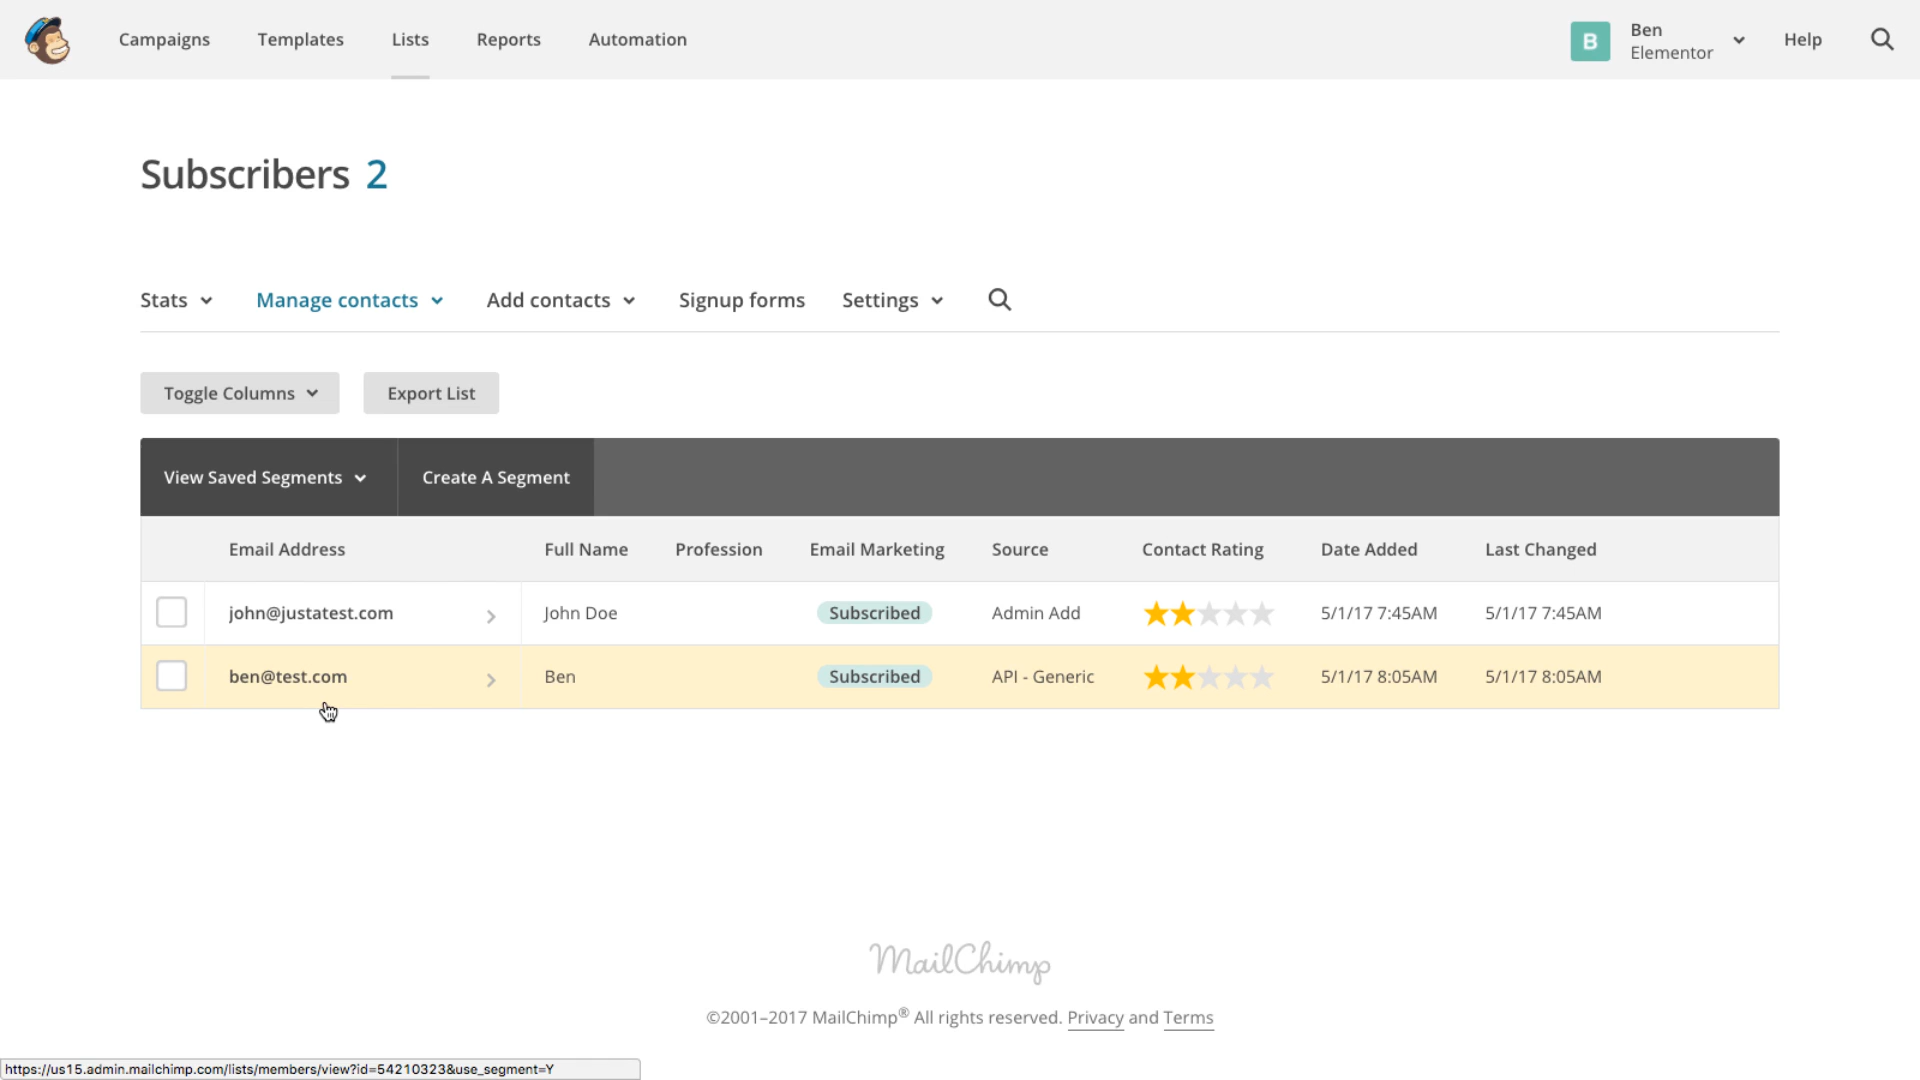 Campaigns Templates Lists Reports Automation B Ben Elementor Help
Subscribers 2
Stats Manage contacts Add contacts Signup forms Settings
Toggle Columns Export List
View Saved Segments Create A Segment
Email Address Full Name Profession Email Marketing Source Contact Rating Date Added Last Changed
john@justatest.com John Doe Subscribed Admin Add 5/1/17 7:45AM 5/1/17 7:45AM
ben@test.com Ben Subscribed API - Generic 5/1/17 8:05AM 5/1/17 8:05AM
MailChimp
©2001–2017 MailChimp® All rights reserved. Privacy and Terms
https://us15.admin.mailchimp.com/lists/members/view?id=54210323&use_segment=Y